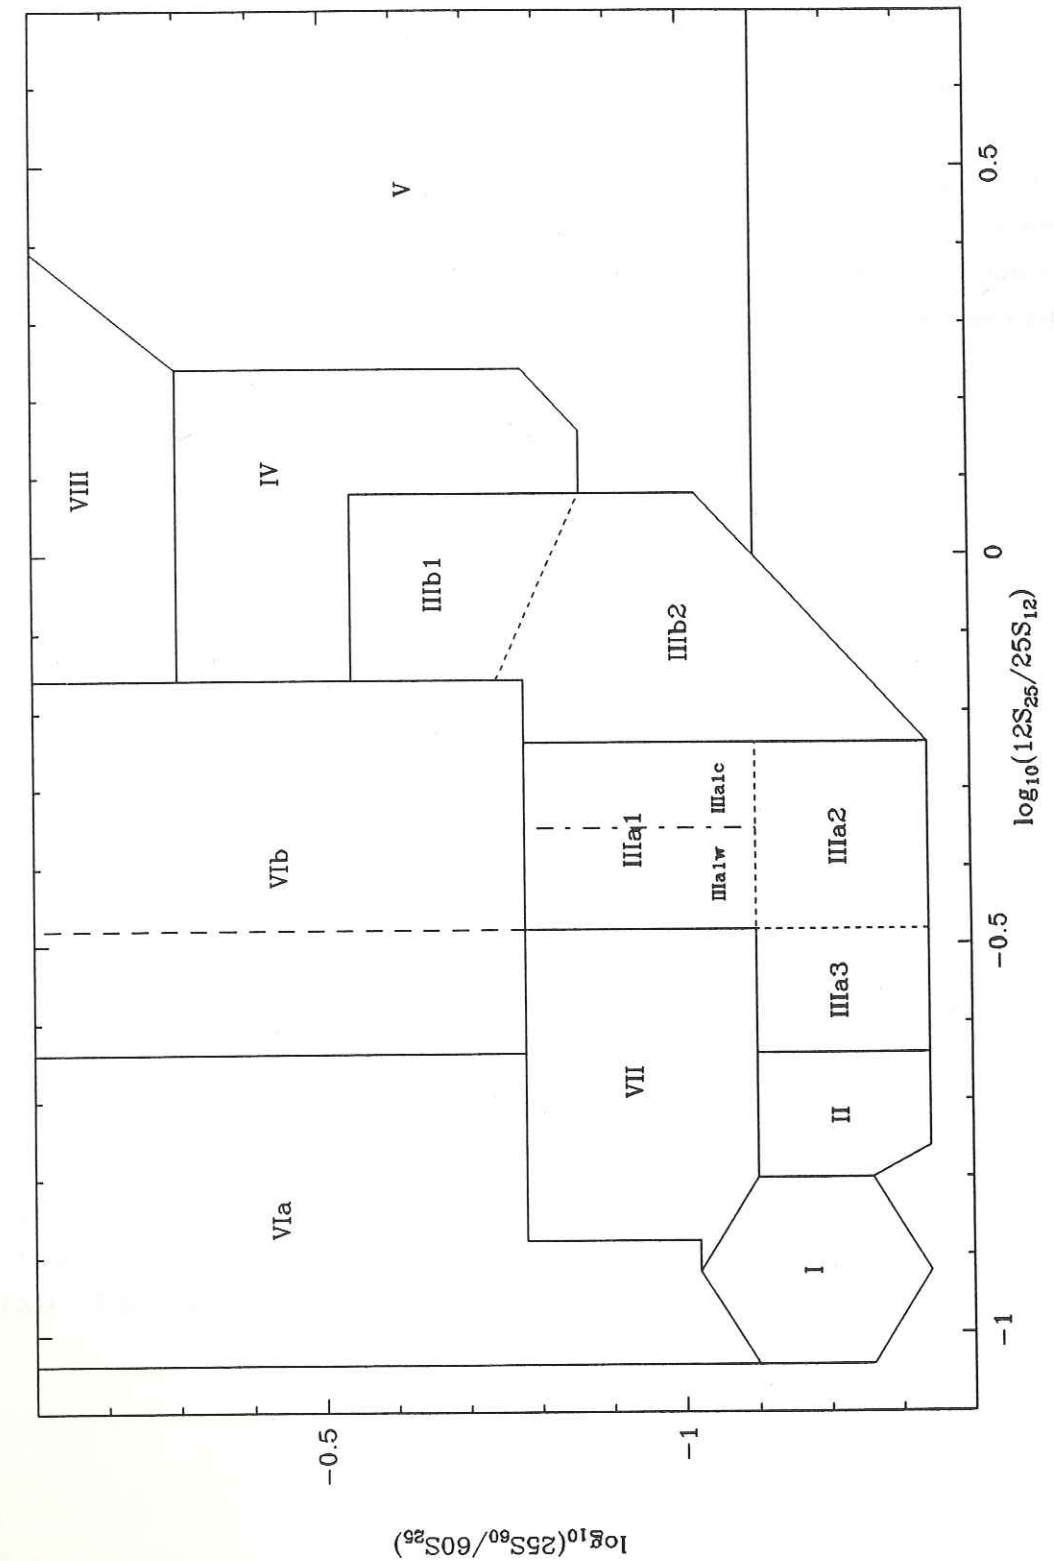 VIII
V
IV
IIIb1
IIIb2
VIb
IIIa1
IIIa1c
IIIa1w
IIIa2
IIIa3
VIa
VII
II
I
-0.5
-1
log₁₀(25S₆₀/60S₂₅)
-1
-0.5
0
0.5
log₁₀(12S₂₅/25S₁₂)